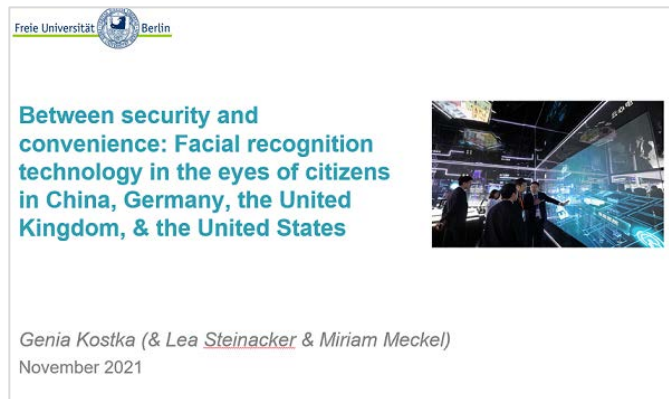 Freie Universität Berlin
Between security and
convenience: Facial recognition
technology in the eyes of citizens
in China, Germany, the United
Kingdom, & the United States
Genia Kostka (& Lea Steinacker & Miriam Meckel)
November 2021